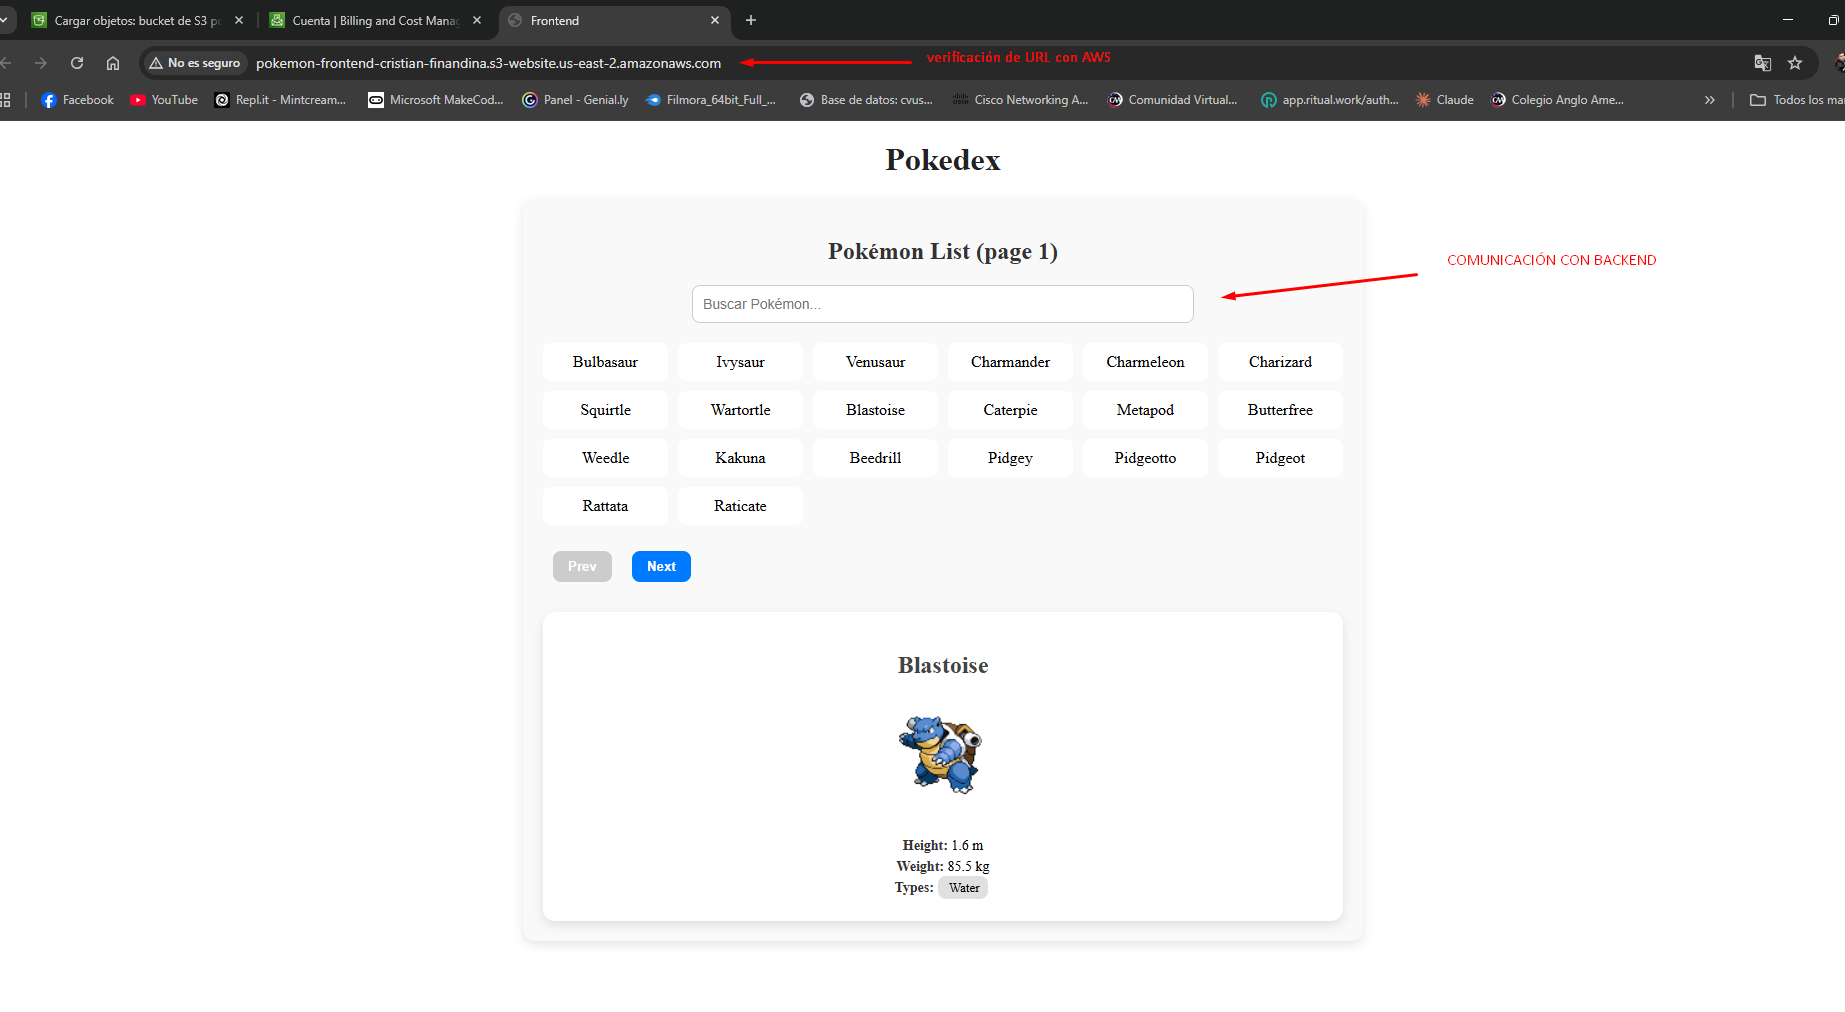 Cargar objetos: bucket de S3 po
Cuenta | Billing and Cost Manag
Frontend
No es seguro
pokemon-frontend-cristian-finandina.s3-website.us-east-2.amazonaws.com
verificación de URL con AWS
Facebook
YouTube
Repl.it - Mintcream...
Microsoft MakeCod...
Panel - Genial.ly
Filmora_64bit_Full_...
Base de datos: cvus...
Cisco Networking A...
Comunidad Virtual...
app.ritual.work/auth...
Claude
Colegio Anglo Ame...
»
Todos los mar
Pokedex
Pokémon List (page 1)
COMUNICACIÓN CON BACKEND
Buscar Pokémon...
Bulbasaur
Ivysaur
Venusaur
Charmander
Charmeleon
Charizard
Squirtle
Wartortle
Blastoise
Caterpie
Metapod
Butterfree
Weedle
Kakuna
Beedrill
Pidgey
Pidgeotto
Pidgeot
Rattata
Raticate
Prev
Next
Blastoise
Height: 1.6 m
Weight: 85.5 kg
Types: Water